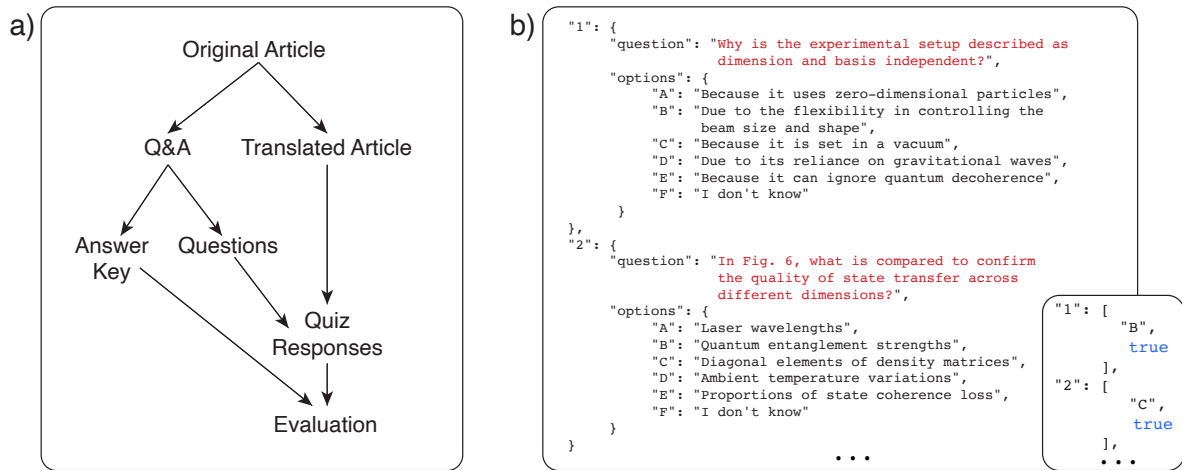 a)
Original Article
Q&A
Translated Article
Answer
Key
Questions
Quiz
Responses
Evaluation
b)
"1": {
"question": "Why is the experimental setup described as
dimension and basis independent?",
"options": {
"A": "Because it uses zero-dimensional particles",
"B": "Due to the flexibility in controlling the
beam size and shape",
"C": "Because it is set in a vacuum",
"D": "Due to its reliance on gravitational waves",
"E": "Because it can ignore quantum decoherence",
"F": "I don't know"
}
},
"2": {
"question": "In Fig. 6, what is compared to confirm
the quality of state transfer across
different dimensions?",
"options": {
"A": "Laser wavelengths",
"B": "Quantum entanglement strengths",
"C": "Diagonal elements of density matrices",
"D": "Ambient temperature variations",
"E": "Proportions of state coherence loss",
"F": "I don't know"
}
}
• • •
"1": [
"B",
true
],
"2": [
"C",
true
],
• • •